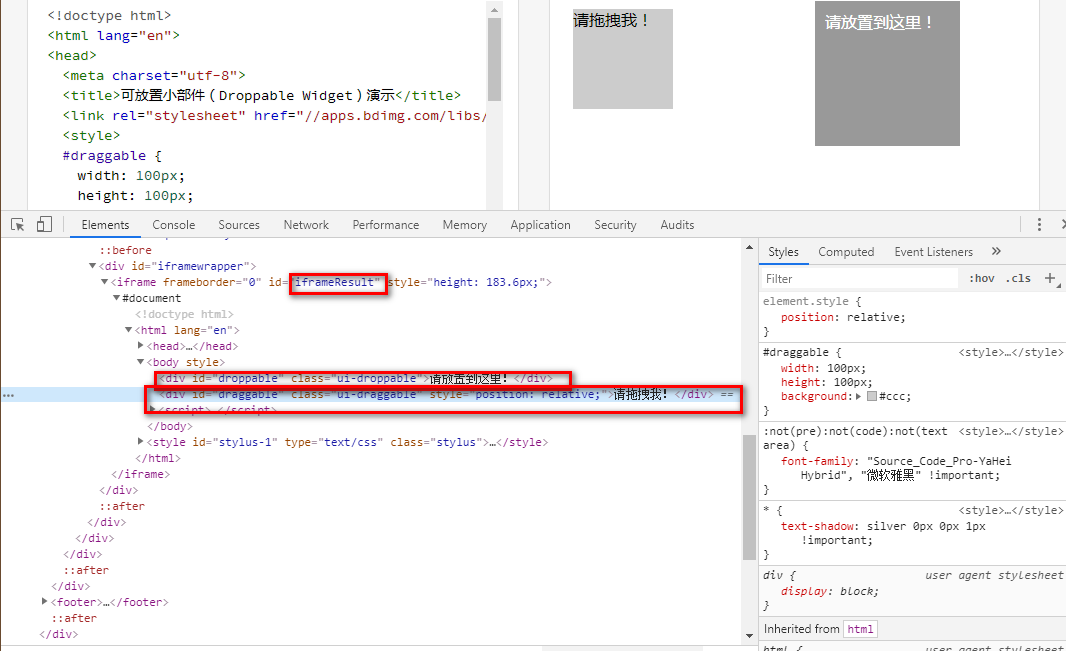 <!doctype html>
<html lang="en">
<head>
<meta charset="utf-8">
<title>可放置小部件（Droppable Widget）演示</title>
<link rel="stylesheet" href="//apps.bdimg.com/libs/
<style>
#draggable {
width: 100px;
height: 100px;
请拖拽我！
请放置到这里！
Elements Console Sources Network Performance Memory Application Security Audits
::before
▼<div id="iframewrapper">
▼<iframe frameborder="0" id="iframeResult" style="height: 183.6px;">
▼#document
<!doctype html>
▼<html lang="en">
▶<head>…</head>
▼<body style>
<div id="droppable" class="ui-droppable">请放置到这里！</div>
<div id="draggable" class="ui-draggable" style="position: relative;">请拖拽我！</div> ==
▶<script>…</script>
</body>
▶<style id="stylus-1" type="text/css" class="stylus">…</style>
</html>
</iframe>
</div>
::after
</div>
</div>
</div>
::after
</div>
▶<footer>…</footer>
::after
</div>
Styles Computed Event Listeners »
Filter :hov .cls +
element.style {
position: relative;
}
#draggable { <style>…</style>
width: 100px;
height: 100px;
background:▶ #ccc;
}
:not(pre):not(code):not(text <style>…</style>
area) {
font-family: "Source_Code_Pro-YaHei
Hybrid", "微软雅黑" !important;
}
* { <style>…</style>
text-shadow: silver 0px 0px 1px
!important;
}
div { user agent stylesheet
display: block;
}
Inherited from html
html { user agent stylesheet